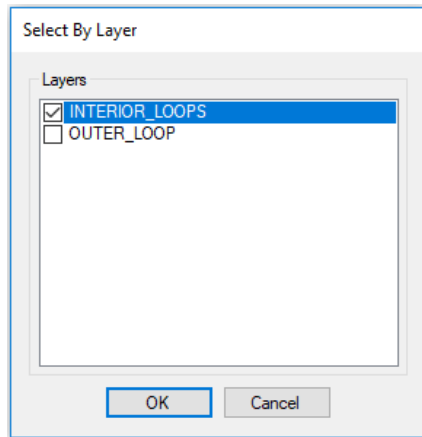 Select By Layer
Layers
INTERIOR_LOOPS
OUTER_LOOP
OK Cancel